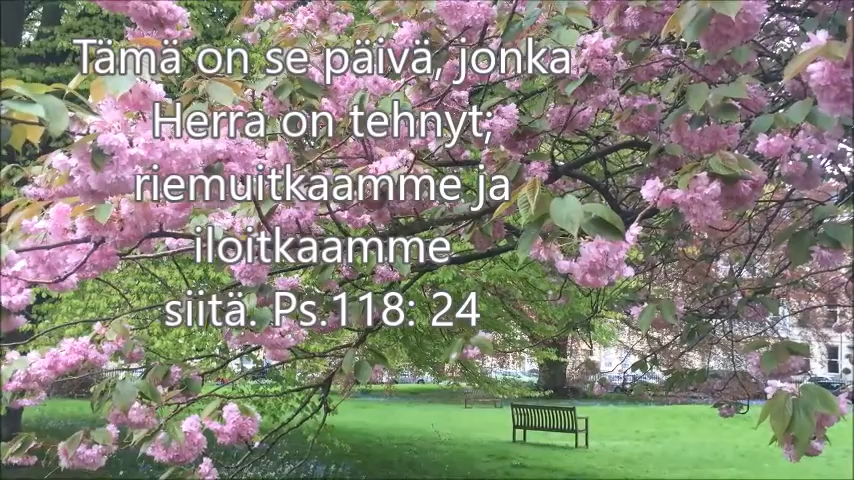 Tämä on se päivä, jonka
Herra on tehnyt;
riemuitkaamme ja
iloitkaamme
siitä. Ps.118: 24